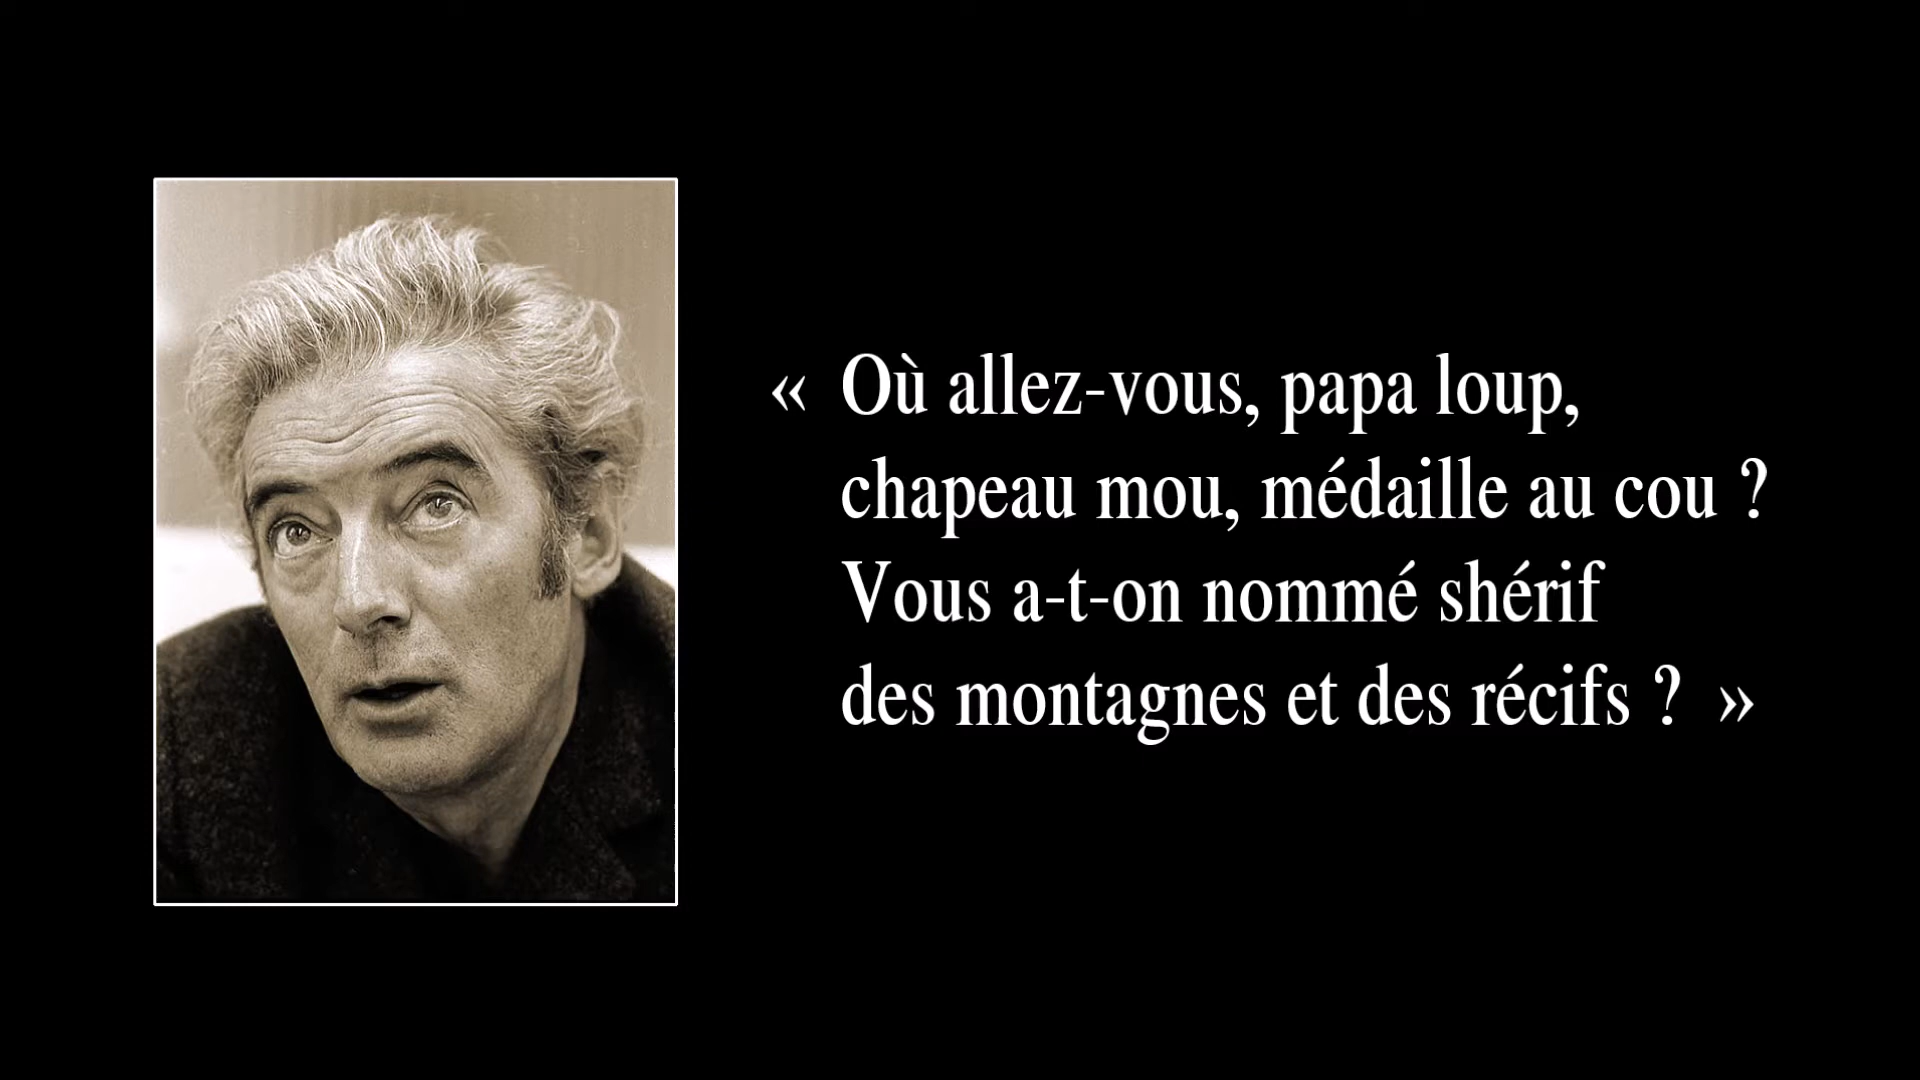 « Où allez-vous, papa loup,
chapeau mou, médaille au cou ?
Vous a-t-on nommé shérif
des montagnes et des récifs ? »